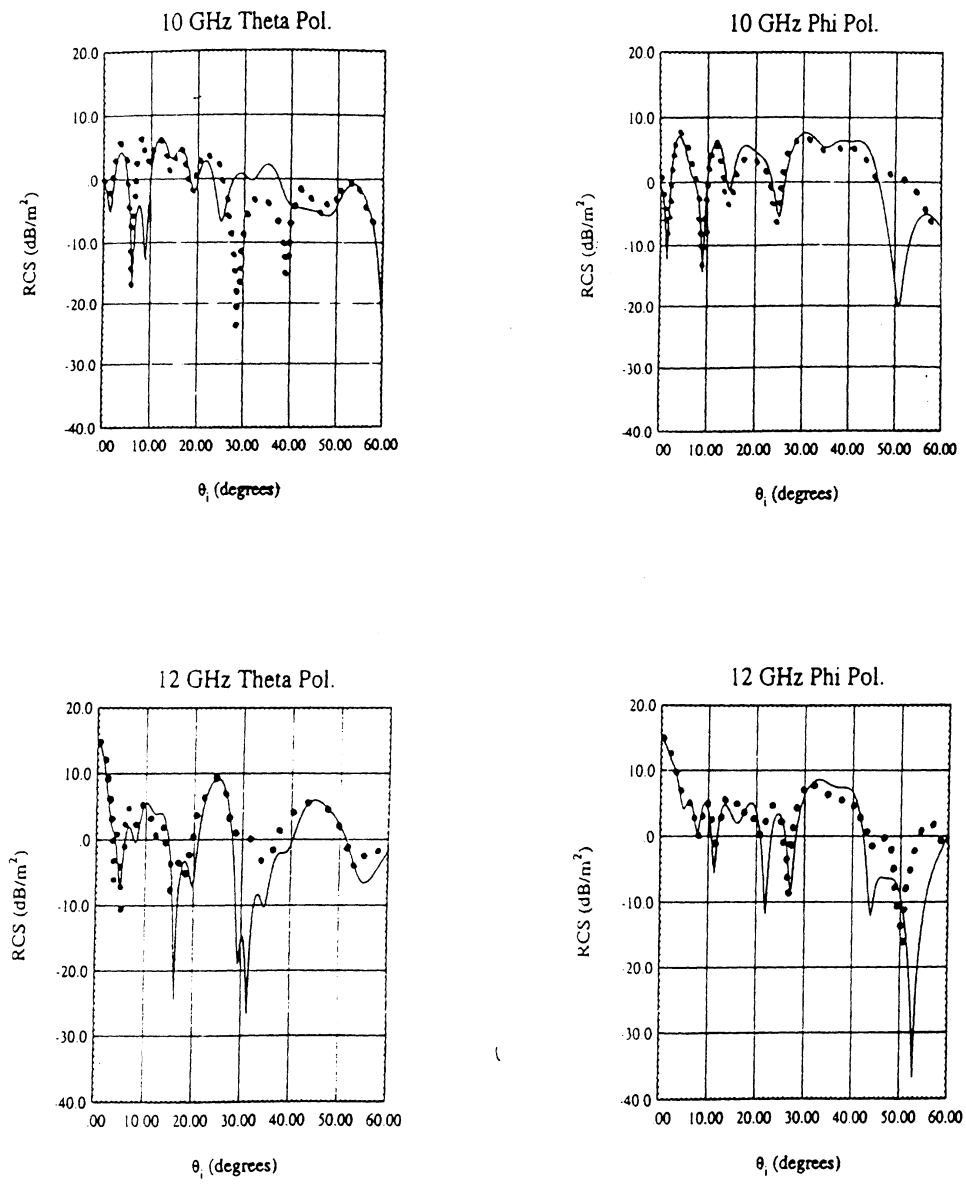 10 GHz Theta Pol.
20.0
10.0
0
-10.0
-20.0
-30.0
-40.0
RCS (dB/m²)
.00 10.00 20.00 30.00 40.00 50.00 60.00
θi (degrees)
10 GHz Phi Pol.
20.0
10.0
0
-10.0
-20.0
-30.0
-40.0
RCS (dB/m²)
00 10.00 20.00 30.00 40.00 50.00 60.00
θi (degrees)
12 GHz Theta Pol.
20.0
10.0
0
-10.0
-20.0
-30.0
-40.0
RCS (dB/m²)
.00 10.00 20.00 30.00 40.00 50.00 60.00
θi (degrees)
12 GHz Phi Pol.
20.0
10.0
0
-10.0
-20.0
-30.0
-40.0
RCS (dB/m²)
.00 10.00 20.00 30.00 40.00 50.00 60.00
θi (degrees)